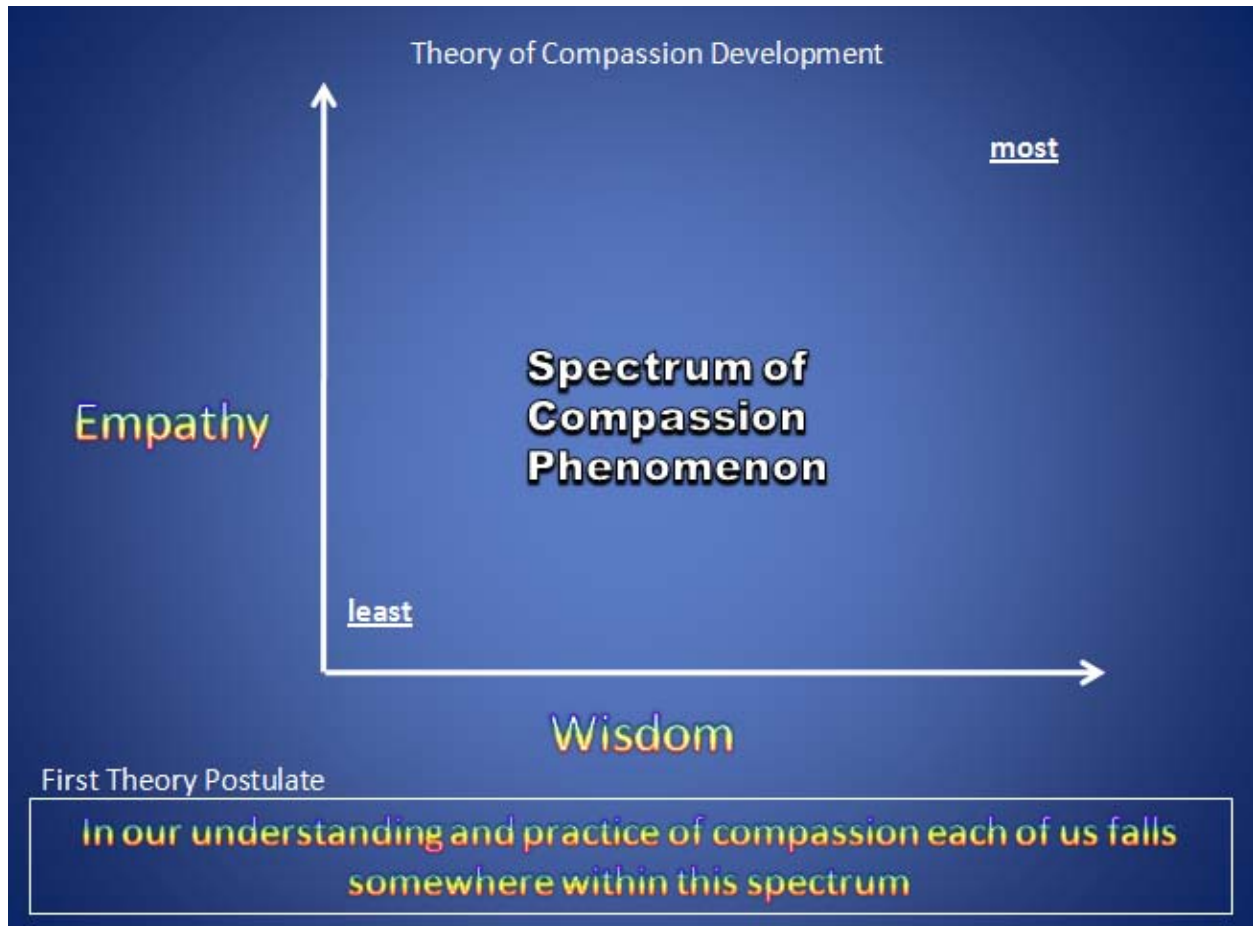 Theory of Compassion Development
most
Spectrum of
Compassion
Phenomenon
Empathy
least
Wisdom
First Theory Postulate
In our understanding and practice of compassion each of us falls
somewhere within this spectrum